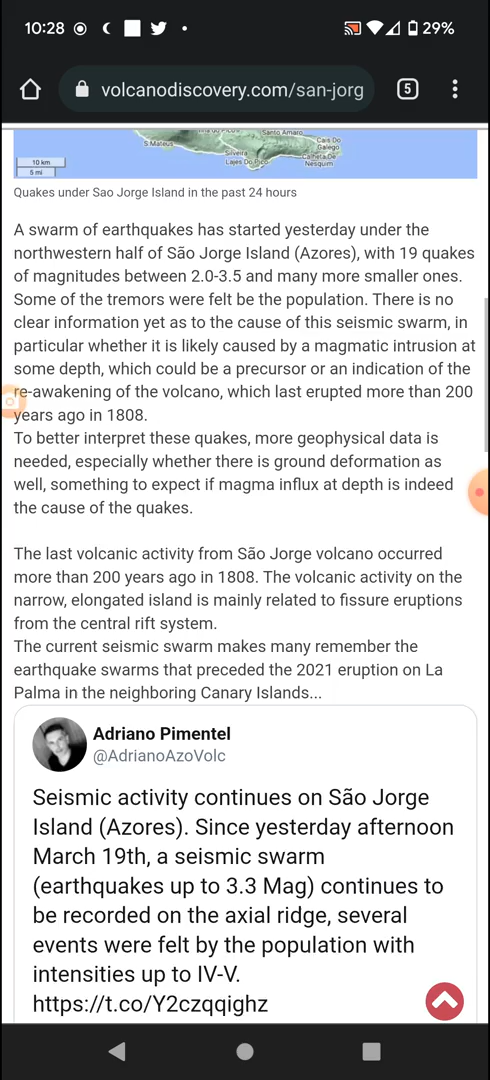 10:28
29%
volcanodiscovery.com/san-jorg
5
Santo Amaro
S.Mateus
Cais Do
Galego
Silveira
Lajes Do Pico
Calheta De
Nesquim
10 km
5 mi
Quakes under Sao Jorge Island in the past 24 hours
A swarm of earthquakes has started yesterday under the
northwestern half of São Jorge Island (Azores), with 19 quakes
of magnitudes between 2.0-3.5 and many more smaller ones.
Some of the tremors were felt be the population. There is no
clear information yet as to the cause of this seismic swarm, in
particular whether it is likely caused by a magmatic intrusion at
some depth, which could be a precursor or an indication of the
re-awakening of the volcano, which last erupted more than 200
years ago in 1808.
To better interpret these quakes, more geophysical data is
needed, especially whether there is ground deformation as
well, something to expect if magma influx at depth is indeed
the cause of the quakes.
The last volcanic activity from São Jorge volcano occurred
more than 200 years ago in 1808. The volcanic activity on the
narrow, elongated island is mainly related to fissure eruptions
from the central rift system.
The current seismic swarm makes many remember the
earthquake swarms that preceded the 2021 eruption on La
Palma in the neighboring Canary Islands...
Adriano Pimentel
@AdrianoAzoVolc
Seismic activity continues on São Jorge
Island (Azores). Since yesterday afternoon
March 19th, a seismic swarm
(earthquakes up to 3.3 Mag) continues to
be recorded on the axial ridge, several
events were felt by the population with
intensities up to IV-V.
https://t.co/Y2czqqighz